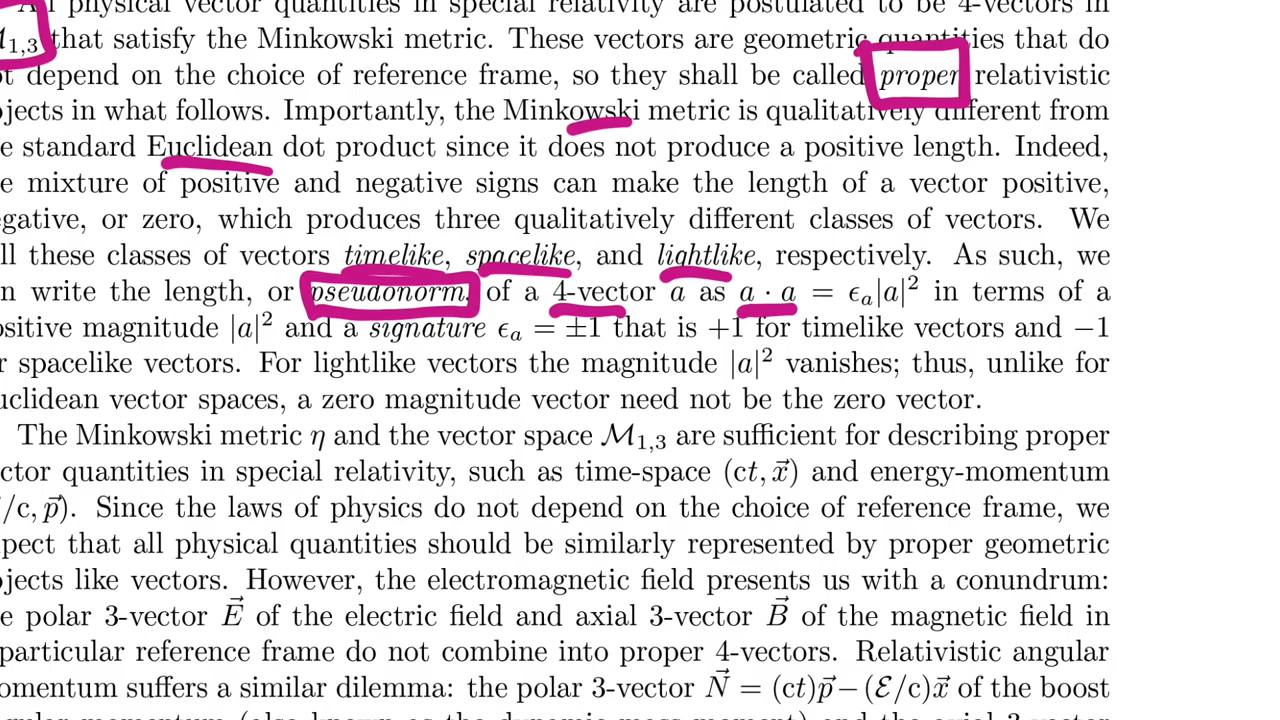 physical vector quantities in special relativity are postulated to be 4-vectors in
1,3 that satisfy the Minkowski metric. These vectors are geometric quantities that do
t depend on the choice of reference frame, so they shall be called proper relativistic
jects in what follows. Importantly, the Minkowski metric is qualitatively different from
e standard Euclidean dot product since it does not produce a positive length. Indeed,
e mixture of positive and negative signs can make the length of a vector positive,
egative, or zero, which produces three qualitatively different classes of vectors. We
ll these classes of vectors timelike, spacelike, and lightlike, respectively. As such, we
n write the length, or pseudonorm, of a 4-vector a as a · a = ϵₐ|a|² in terms of a
ositive magnitude |a|² and a signature ϵₐ = ±1 that is +1 for timelike vectors and −1
r spacelike vectors. For lightlike vectors the magnitude |a|² vanishes; thus, unlike for
uclidean vector spaces, a zero magnitude vector need not be the zero vector.
The Minkowski metric η and the vector space ℳ1,3 are sufficient for describing proper
ctor quantities in special relativity, such as time-space (ct, x⃗) and energy-momentum
/c, p⃗). Since the laws of physics do not depend on the choice of reference frame, we
pect that all physical quantities should be similarly represented by proper geometric
jects like vectors. However, the electromagnetic field presents us with a conundrum:
e polar 3-vector E⃗ of the electric field and axial 3-vector B⃗ of the magnetic field in
particular reference frame do not combine into proper 4-vectors. Relativistic angular
omentum suffers a similar dilemma: the polar 3-vector N⃗ = (ct)p⃗ − (ℰ/c)x⃗ of the boost